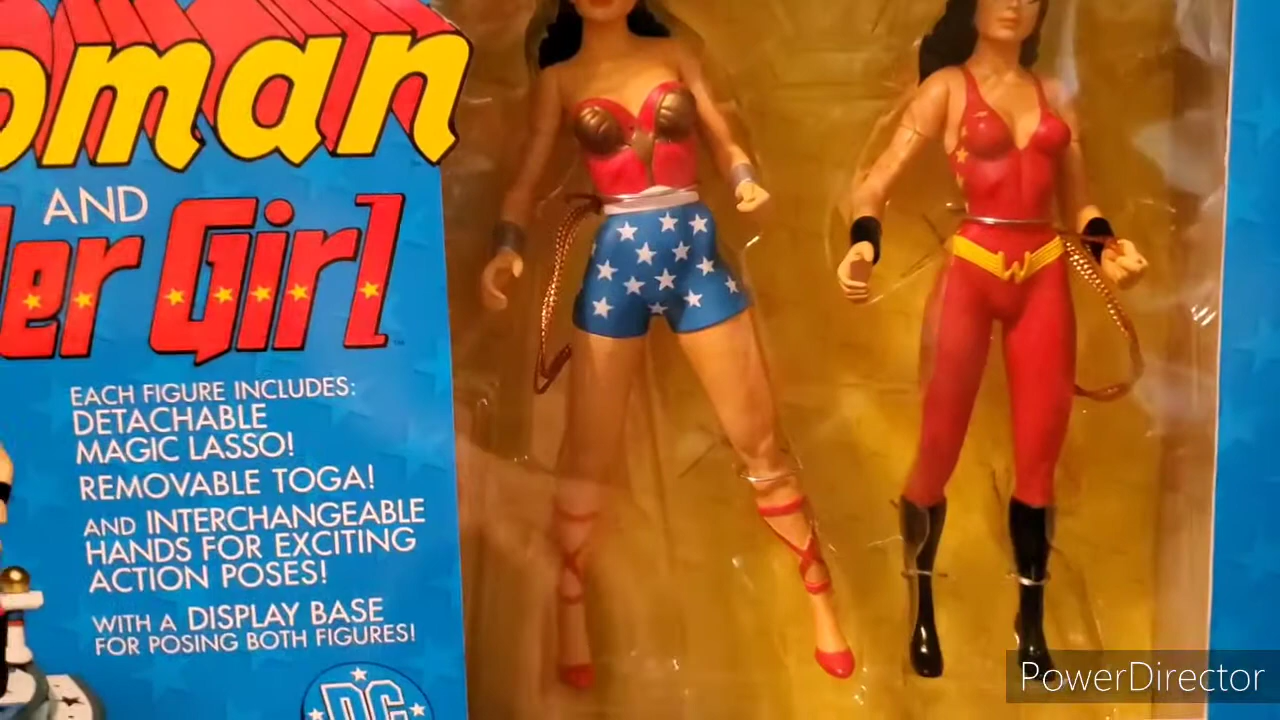 oman
AND
der Girl
EACH FIGURE INCLUDES:
DETACHABLE
MAGIC LASSO!
REMOVABLE TOGA!
AND INTERCHANGEABLE
HANDS FOR EXCITING
ACTION POSES!
WITH A DISPLAY BASE
FOR POSING BOTH FIGURES!
DC
W
PowerDirector